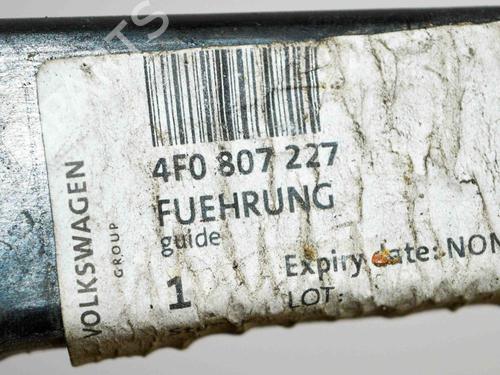 VOLKSWAGEN
GROUP
4F0 807 227
FUEHRUNG
guide
1
Expiry date: NON
LOT: